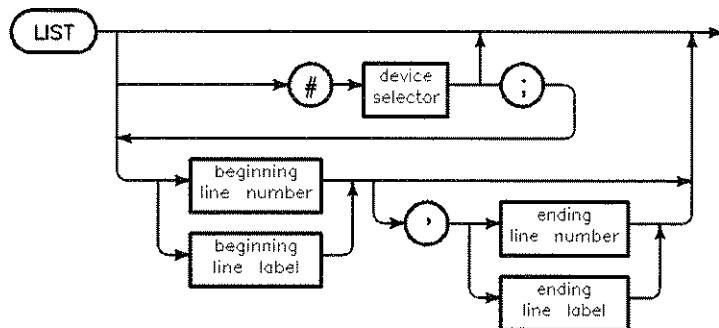 LIST
#
device
selector
;
beginning
line number
,
ending
line number
beginning
line label
ending
line label